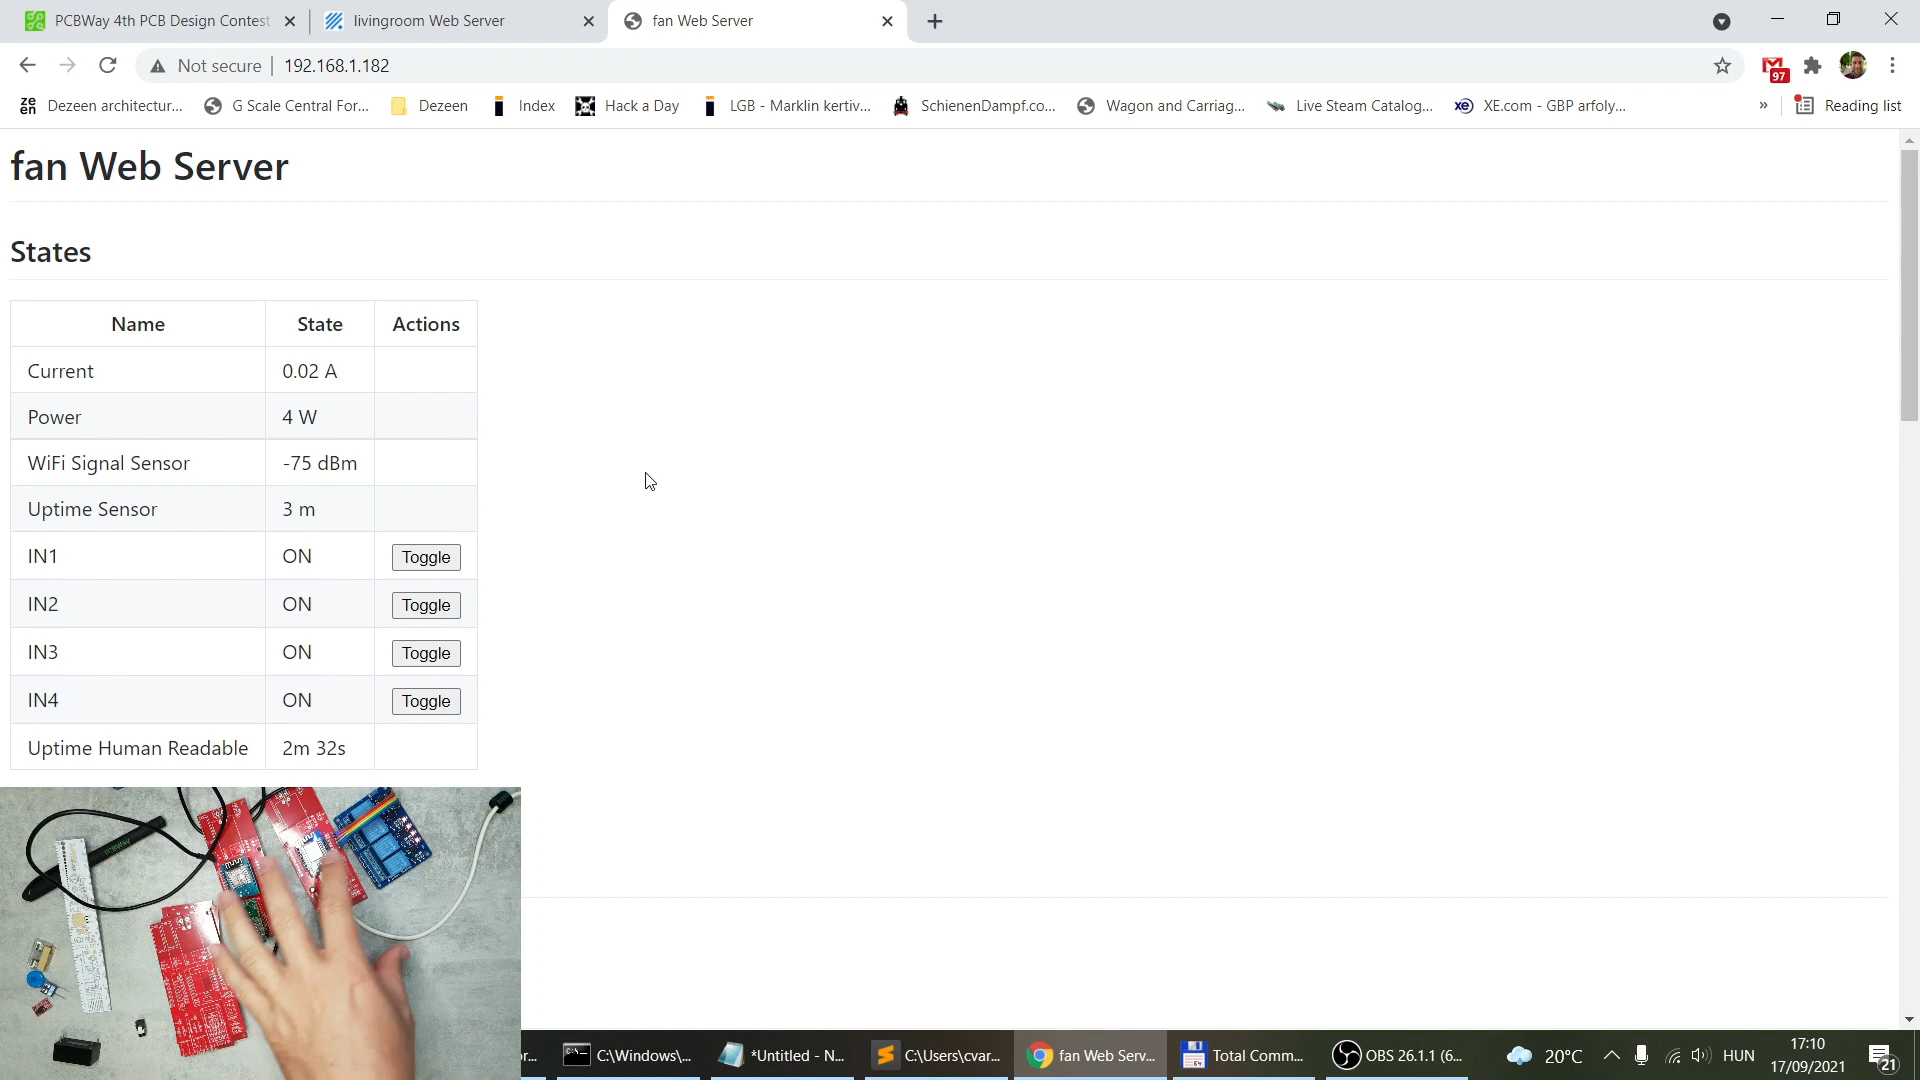 PCBWay 4th PCB Design Contest
livingroom Web Server
fan Web Server
Not secure
192.168.1.182
97
Dezeen architectur...
G Scale Central For...
Dezeen
Index
Hack a Day
LGB - Marklin kertiv...
SchienenDampf.co...
Wagon and Carriag...
Live Steam Catalog...
XE.com - GBP arfoly...
»
Reading list
fan Web Server
States
Name State Actions
Current 0.02 A
Power 4 W
WiFi Signal Sensor -75 dBm
Uptime Sensor 3 m
IN1 ON Toggle
IN2 ON Toggle
IN3 ON Toggle
IN4 ON Toggle
Uptime Human Readable 2m 32s
PCBWay
C:\Windows\...
*Untitled - N...
C:\Users\cvar...
fan Web Serv...
Total Comm...
OBS 26.1.1 (6...
20°C
HUN
17:10
17/09/2021
21